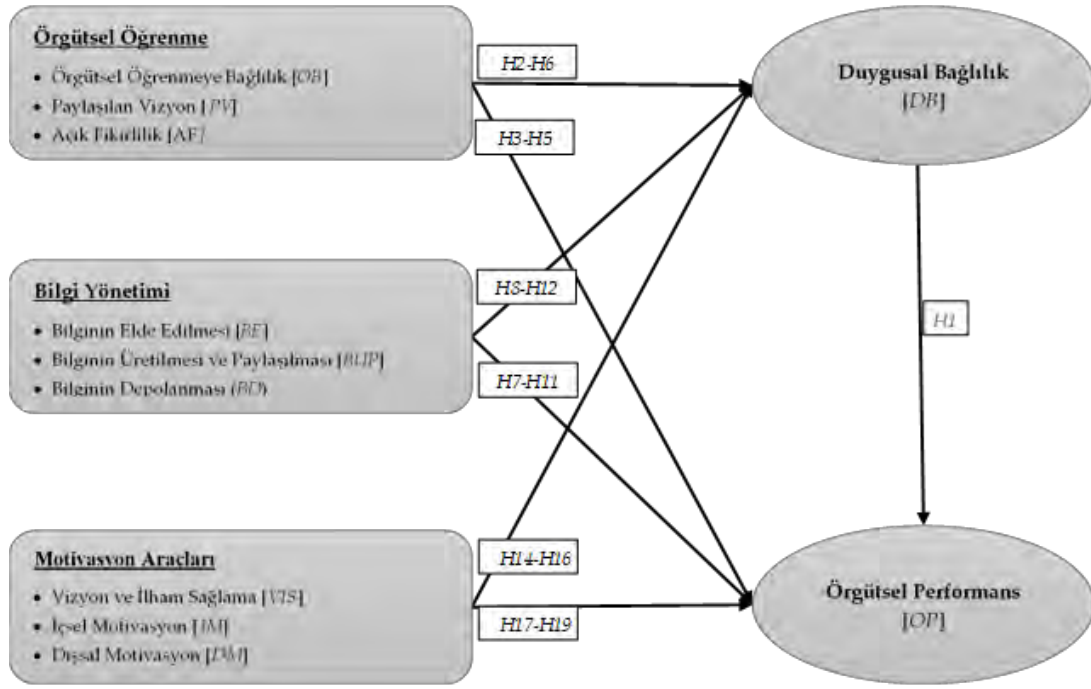 Örgütsel Öğrenme
• Örgütsel Öğrenmeye Bağlılık [OB]
• Paylaşılan Vizyon [PV]
• Açık Fikirlilik [AF]
H2-H6
H3-H5
Duygusal Bağlılık
[DB]
Bilgi Yönetimi
• Bilginin Elde Edilmesi [BE]
• Bilginin Üretilmesi ve Paylaşılması [BUP]
• Bilginin Depolanması (BD)
H8-H12
H7-H11
H1
Motivasyon Araçları
• Vizyon ve İlham Sağlama [VIS]
• İçsel Motivasyon [IM]
• Dışsal Motivasyon [DM]
H14-H16
H17-H19
Örgütsel Performans
[OP]